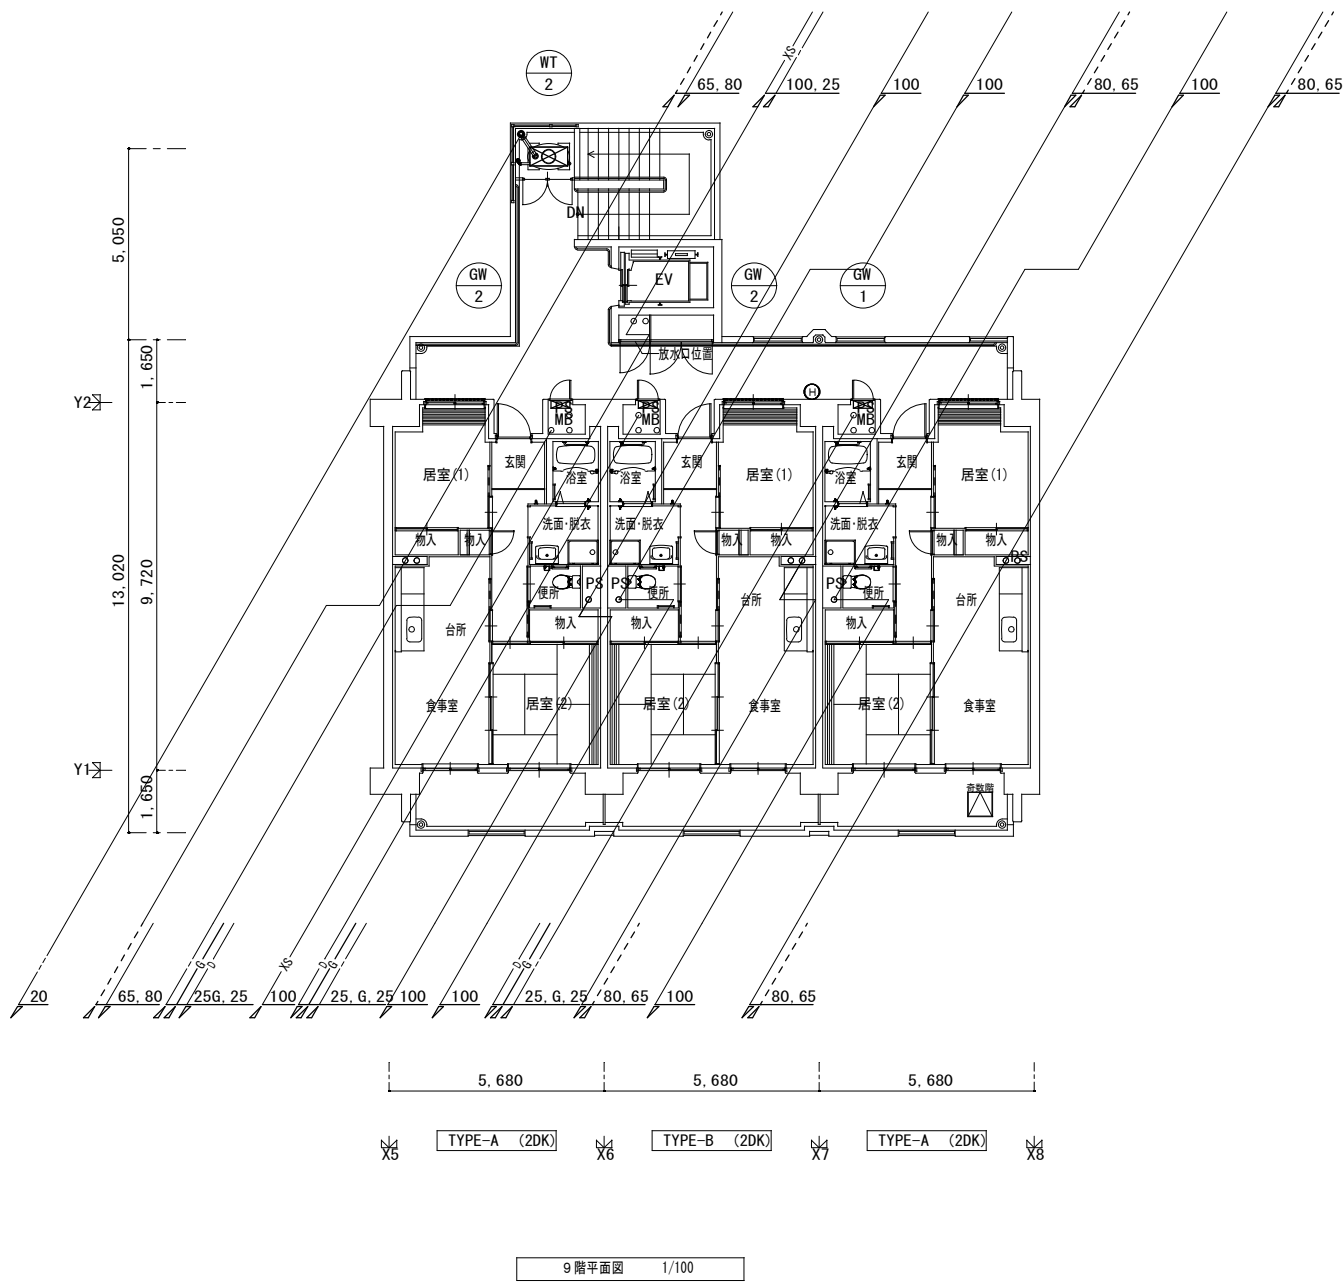 WT
2
XS
65,80
100,25
100
100
80,65
100
80,65
DN
5,050
GW
2
EV
GW
2
GW
1
放水口位置
1,650
Y2
H
MB
MB
MB
玄関
浴室
浴室
玄関
浴室
玄関
居室(1)
居室(1)
居室(1)
洗面・脱衣
洗面・脱衣
洗面・脱衣
物入
物入
物入
物入
物入
物入
PS
13,020
9,720
便所
PS
PS
便所
PS
便所
台所
台所
台所
物入
物入
物入
食事室
居室(2)
居室(2)
食事室
居室(2)
食事室
Y1
1,650
奇数階
G
D
XS
D
G
D
G
20
65,80
25G,25
100
25,G,25
100
100
25,G,25
80,65
100
80,65
5,680
5,680
5,680
X5
TYPE-A (2DK)
X6
TYPE-B (2DK)
X7
TYPE-A (2DK)
X8
9階平面図 1/100